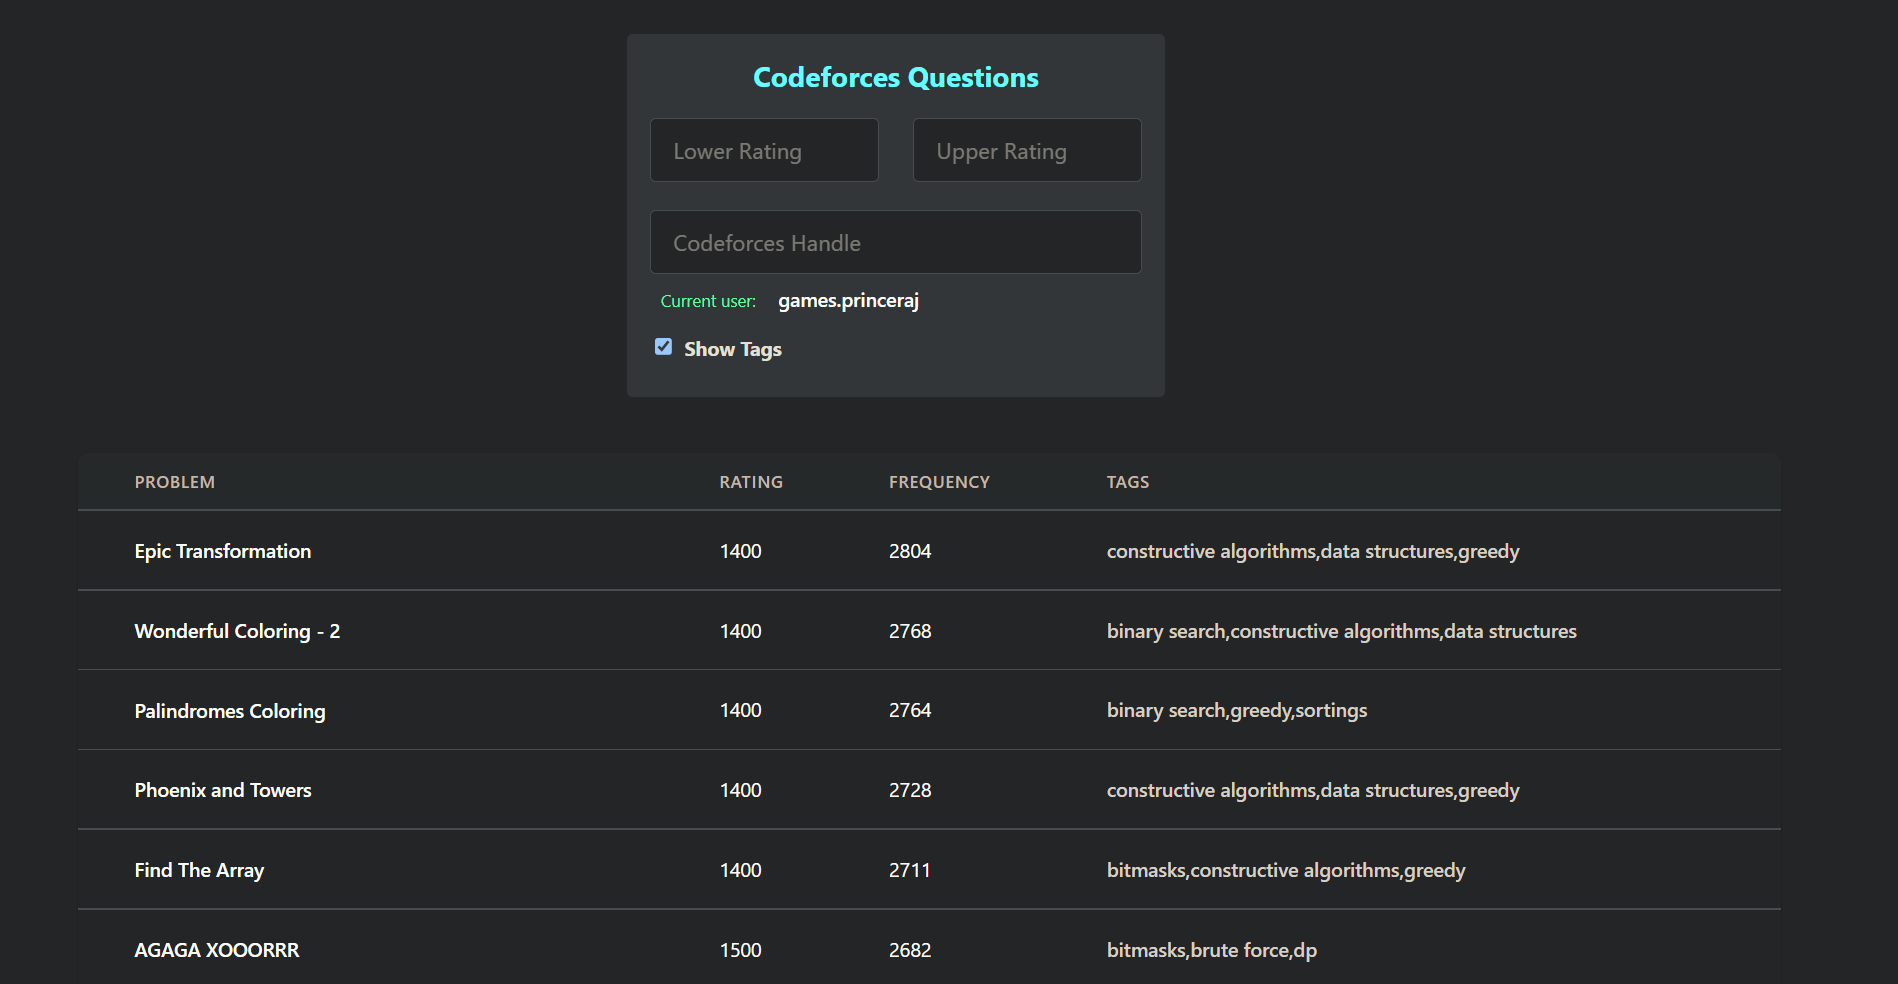 Codeforces Questions
Lower Rating Upper Rating
Codeforces Handle
Current user: games.princeraj
Show Tags
PROBLEM RATING FREQUENCY TAGS
Epic Transformation 1400 2804 constructive algorithms,data structures,greedy
Wonderful Coloring - 2 1400 2768 binary search,constructive algorithms,data structures
Palindromes Coloring 1400 2764 binary search,greedy,sortings
Phoenix and Towers 1400 2728 constructive algorithms,data structures,greedy
Find The Array 1400 2711 bitmasks,constructive algorithms,greedy
AGAGA XOOORRR 1500 2682 bitmasks,brute force,dp